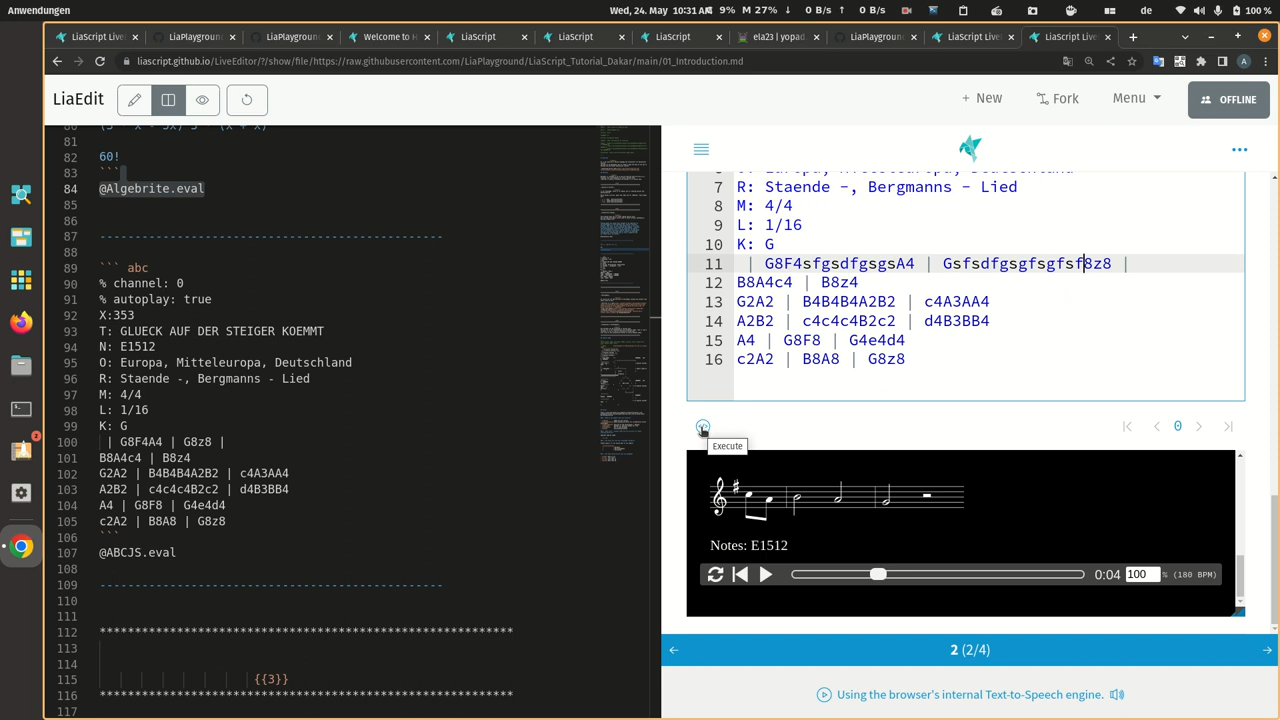 Anwendungen
Wed, 24. May 10:31 AM
9% M 27% ↓ 0 B/s ↑ 0 B/s
de
100 %
LiaScript Live
LiaPlayground
LiaPlayground
Welcome to H
LiaScript
LiaScript
LiaScript
ela23 | yopad.
LiaPlayground
LiaScript Live
LiaScript Live
liascript.github.io/LiveEditor/?/show/file/https://raw.githubusercontent.com/LiaPlayground/LiaScript_Tutorial_Dakar/main/01_Introduction.md
A
LiaEdit
+ New
Fork
Menu
OFFLINE
81
82 60!
83 ```
84 @Algebrite.eval
85
86
87 --------------------------------------------
88
89 ``` abc
90 % channel: 0
91 % autoplay: true
92 X:353
93 T: GLUECK AUF DER STEIGER KOEMMT
94 N: E1512
95 O: Europa, Mitteleuropa, Deutschland
96 R: Staende -, Bergmanns - Lied
97 M: 4/4
98 L: 1/16
99 K: G
100 | G8F4A4 | G8z8 |
101 B8A4c4 | B8z4
102 G2A2 | B4B4B4A2B2 | c4A3AA4
103 A2B2 | c4c4c4B2c2 | d4B3BB4
104 A4 | G8F8 | G4e4d4
105 c2A2 | B8A8 | G8z8
106 ```
107 @ABCJS.eval
108
109 --------------------------------------------
110
111
112 ***********************************************************
113
114
115 {{3}}
116 ***********************************************************
117
7 R: Staende -, Bergmanns - Lied
8 M: 4/4
9 L: 1/16
10 K: G
11 | G8F4sfgsdfgsgsA4 | Gsfsdfgsgfsgfsf8z8 |
12 B8A4c4 | B8z4
13 G2A2 | B4B4B4A2B2 | c4A3AA4
14 A2B2 | c4c4c4B2c2 | d4B3BB4
15 A4 | G8F8 | G4e4d4
16 c2A2 | B8A8 | G8z8
0
Execute
Notes: E1512
0:04 100 % (180 BPM)
2 (2/4)
Using the browser's internal Text-to-Speech engine.